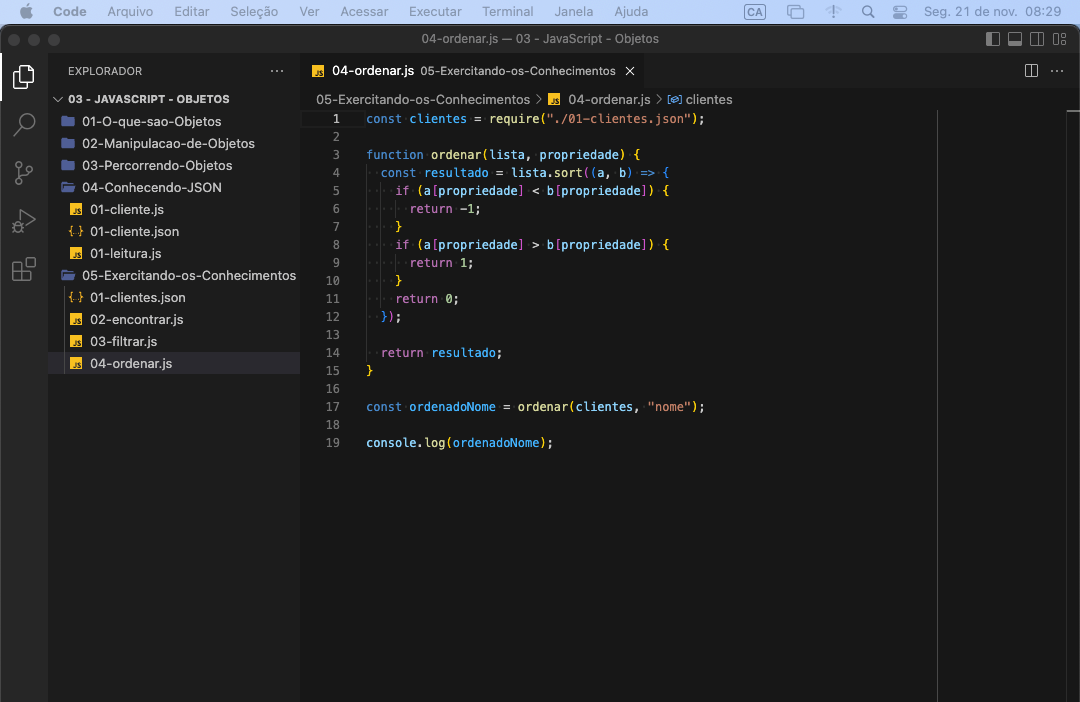 Code Arquivo Editar Seleção Ver Acessar Executar Terminal Janela Ajuda CA Seg. 21 de nov. 08:29
04-ordenar.js — 03 - JavaScript - Objetos
EXPLORADOR
03 - JAVASCRIPT - OBJETOS
01-O-que-sao-Objetos
02-Manipulacao-de-Objetos
03-Percorrendo-Objetos
04-Conhecendo-JSON
JS 01-cliente.js
{..} 01-cliente.json
JS 01-leitura.js
05-Exercitando-os-Conhecimentos
{..} 01-clientes.json
JS 02-encontrar.js
JS 03-filtrar.js
JS 04-ordenar.js
JS 04-ordenar.js 05-Exercitando-os-Conhecimentos
05-Exercitando-os-Conhecimentos > JS 04-ordenar.js > clientes
1 const clientes = require("./01-clientes.json");
2
3 function ordenar(lista, propriedade) {
4 const resultado = lista.sort((a, b) => {
5 if (a[propriedade] < b[propriedade]) {
6 return -1;
7 }
8 if (a[propriedade] > b[propriedade]) {
9 return 1;
10 }
11 return 0;
12 });
13
14 return resultado;
15 }
16
17 const ordenadoNome = ordenar(clientes, "nome");
18
19 console.log(ordenadoNome);